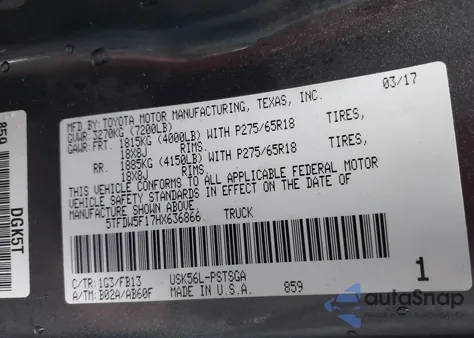 MFD. BY: TOYOTA MOTOR MANUFACTURING, TEXAS, INC. 03/17
GVWR: 3270KG (7200LB)
GAWR: FRT. 1815KG (4000LB) WITH P275/65R18 TIRES,
18X8J RIMS.
RR. 1885KG (4150LB) WITH P275/65R18 TIRES,
18X8J RIMS.
THIS VEHICLE CONFORMS TO ALL APPLICABLE FEDERAL MOTOR
VEHICLE SAFETY STANDARDS IN EFFECT ON THE DATE OF
MANUFACTURE SHOWN ABOVE.
5TFDW5F17HX636866 TRUCK
C/TR: 1G3/FB13 USK56L-PSTSGA
A/TM: B02A/AB60F MADE IN U.S.A. 859
1
859
DCK5T
autoSnap